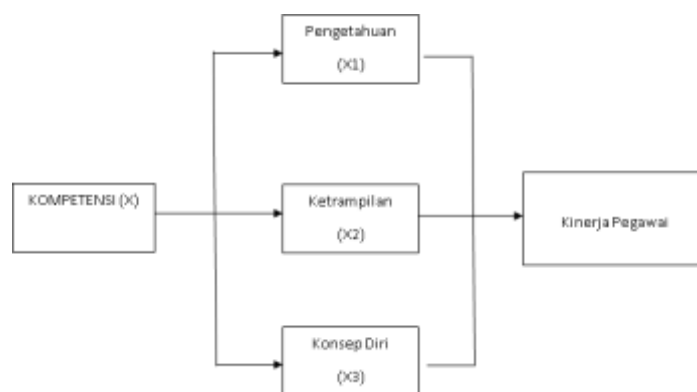 Pengetahuan
(X1)
KOMPETENSI (X)
Ketrampilan
(X2)
Kinerja Pegawai
Konsep Diri
(X3)